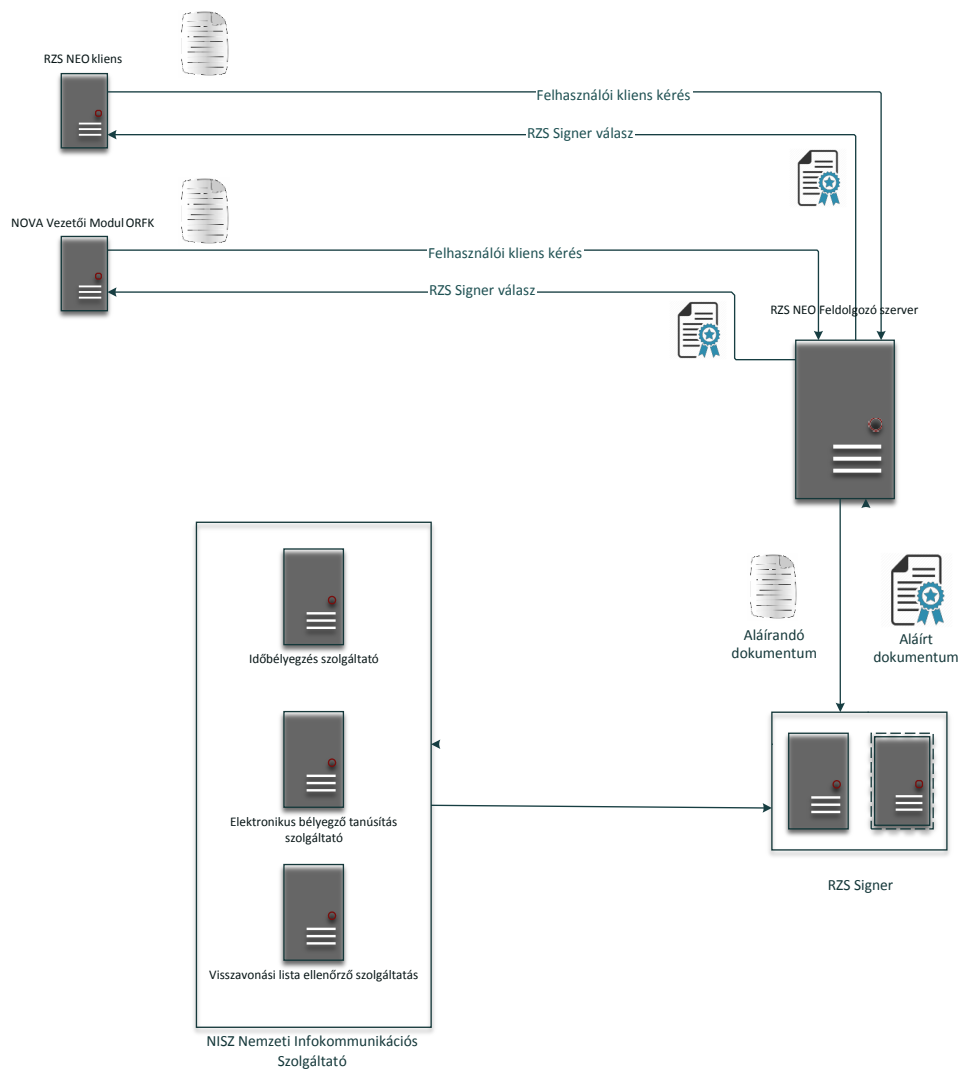 RZS NEO kliens
Felhasználói kliens kérés
RZS Signer válasz
NOVA Vezetői Modul ORFK
Felhasználói kliens kérés
RZS Signer válasz
RZS NEO Feldolgozó szerver
Időbélyegzés szolgáltató
Aláírandó
dokumentum
Aláírt
dokumentum
Elektronikus bélyegző tanúsítás
szolgáltató
RZS Signer
Visszavonási lista ellenőrző szolgáltatás
NISZ Nemzeti Infokommunikációs
Szolgáltató